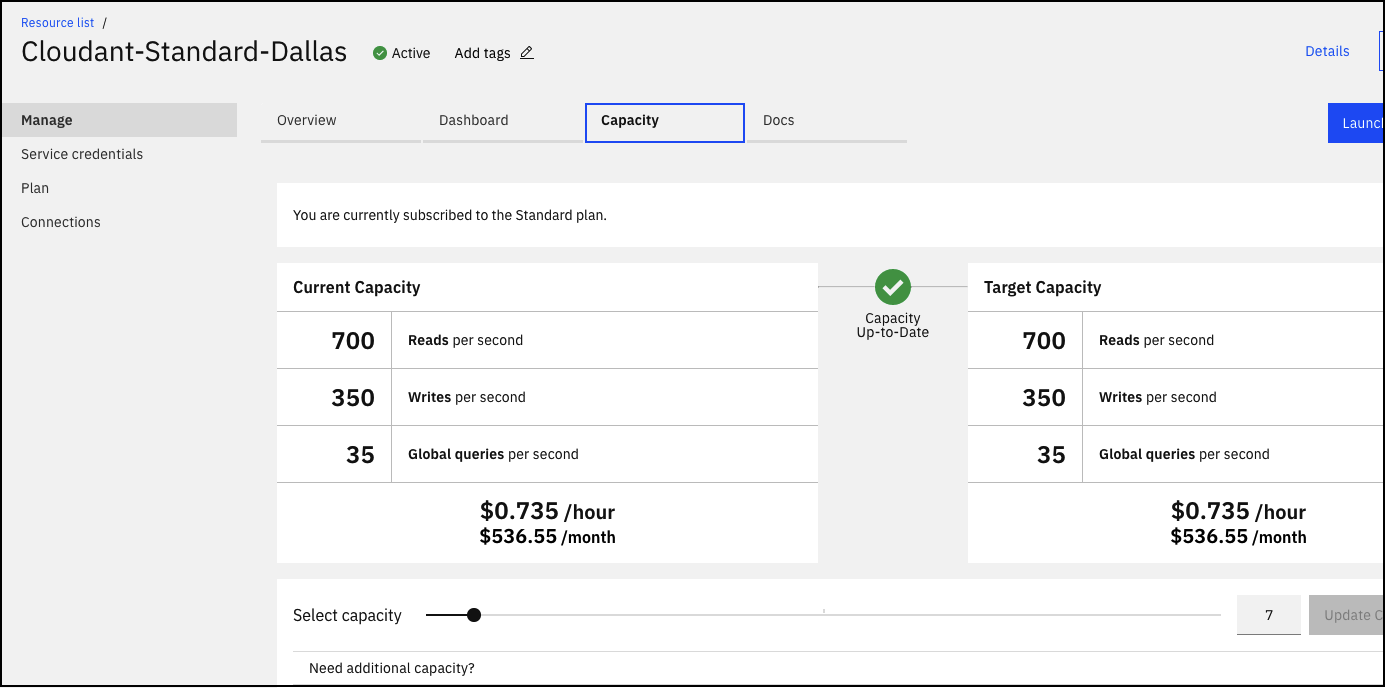 Resource list /
Cloudant-Standard-Dallas Active Add tags Details
Manage
Service credentials
Plan
Connections
Overview Dashboard Capacity Docs
You are currently subscribed to the Standard plan.
Current Capacity
700 Reads per second
350 Writes per second
35 Global queries per second
$0.735 /hour
$536.55 /month
Capacity
Up-to-Date
Target Capacity
700 Reads per second
350 Writes per second
35 Global queries per second
$0.735 /hour
$536.55 /month
Select capacity 7 Update
Need additional capacity?